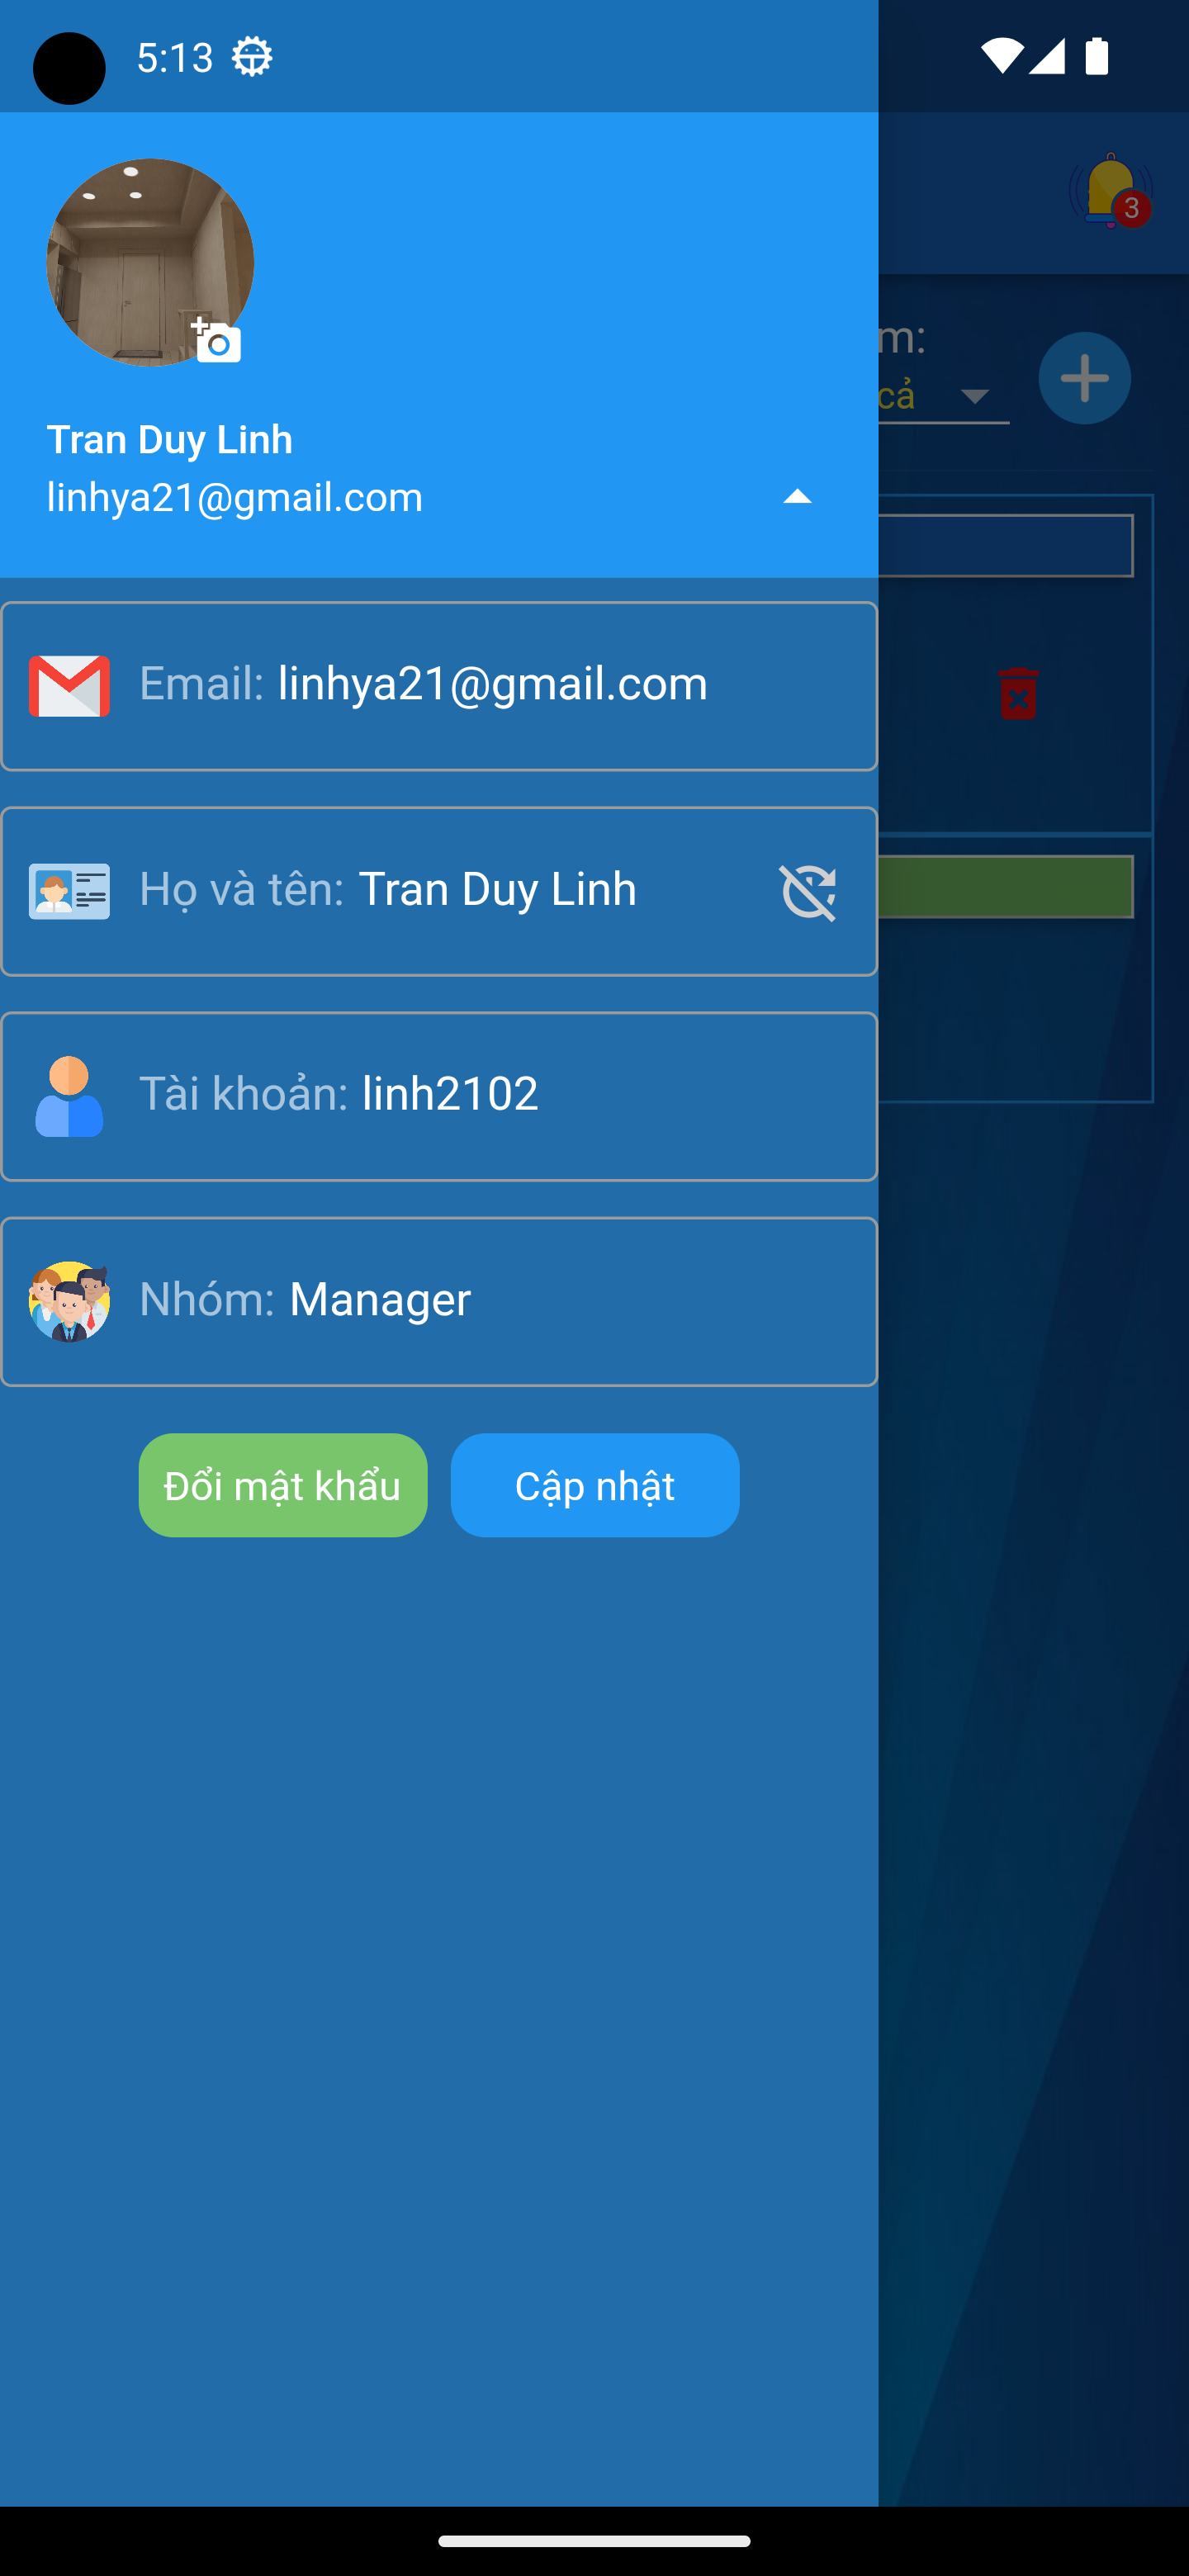 5:13
3
m:
cả
Tran Duy Linh
linhya21@gmail.com
Email: linhya21@gmail.com
Họ và tên: Tran Duy Linh
Tài khoản: linh2102
Nhóm: Manager
Đổi mật khẩu
Cập nhật